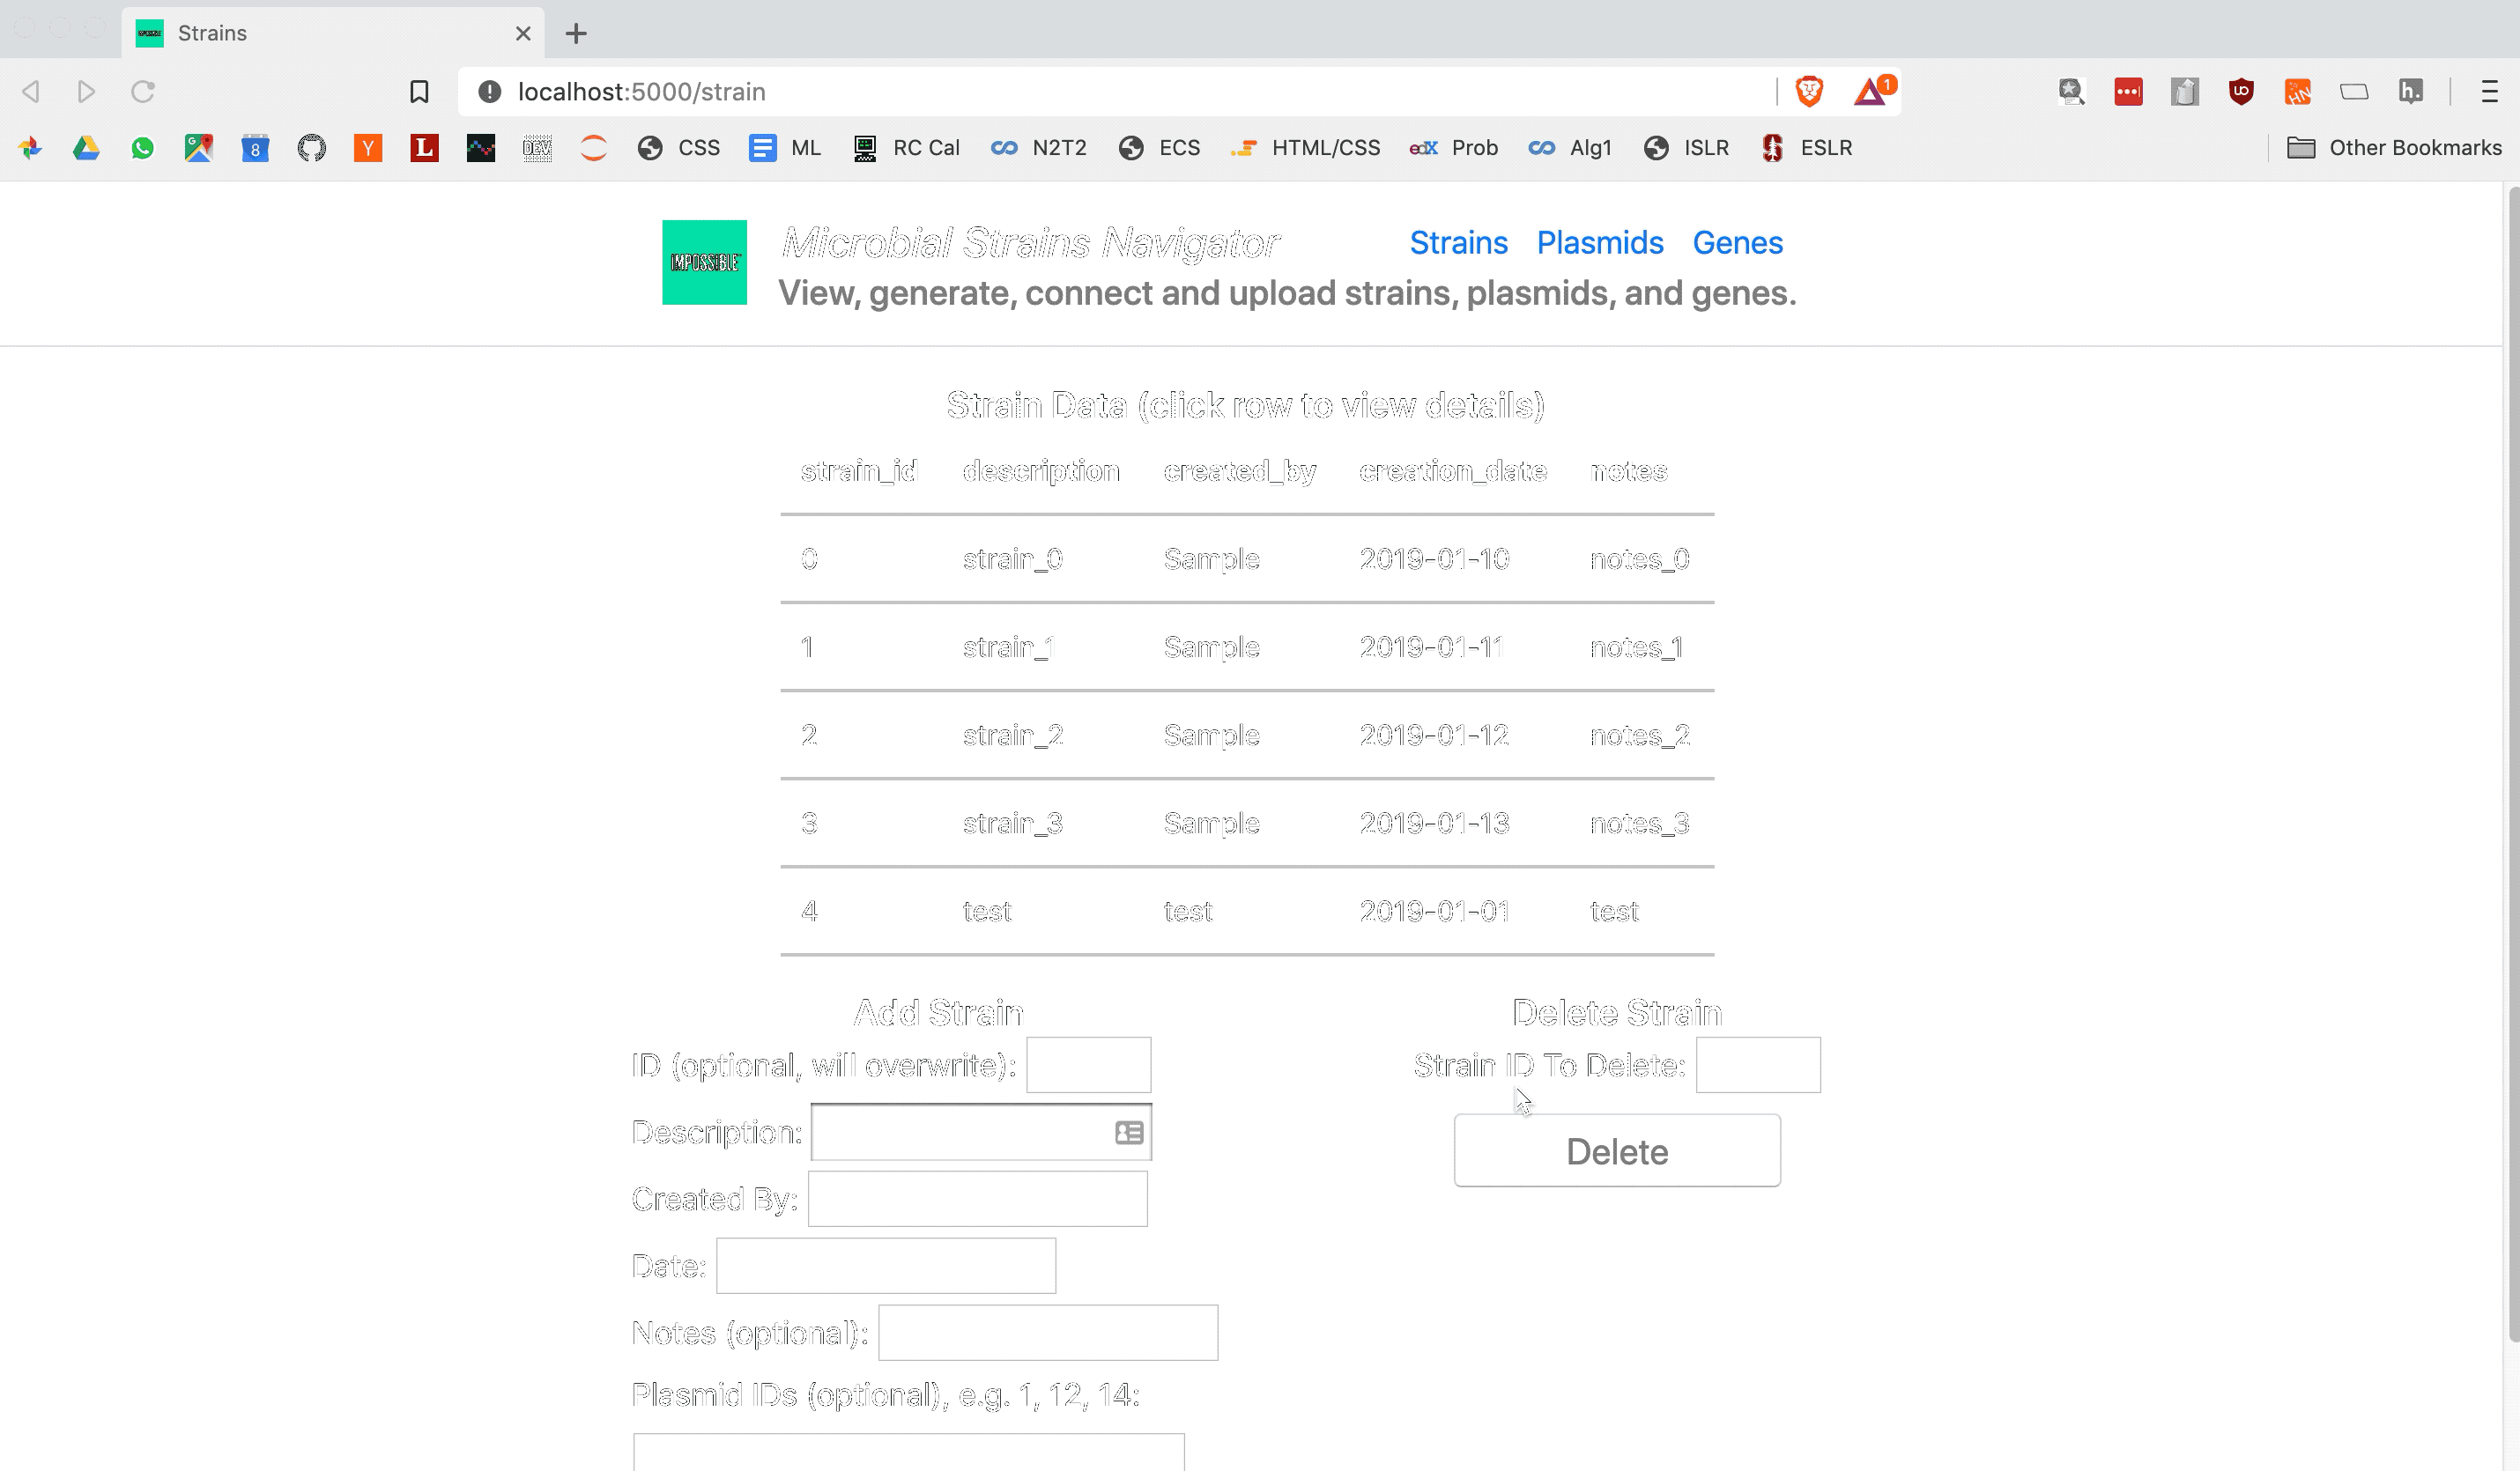 Strains
localhost:5000/strain
1
8 Y L DEV CSS ML RC Cal N2T2 ECS HTML/CSS edX Prob Alg1 ISLR ESLR Other Bookmarks
IMPOSSIBLE
Microbial Strains Navigator Strains Plasmids Genes
View, generate, connect and upload strains, plasmids, and genes.
Strain Data (click row to view details)
strain_id description created_by creation_date notes
0 strain_0 Sample 2019-01-10 notes_0
1 strain_1 Sample 2019-01-11 notes_1
2 strain_2 Sample 2019-01-12 notes_2
3 strain_3 Sample 2019-01-13 notes_3
4 test test 2019-01-01 test
Add Strain Delete Strain
ID (optional, will overwrite): Strain ID To Delete:
Description: Delete
Created By:
Date:
Notes (optional):
Plasmid IDs (optional), e.g. 1, 12, 14: